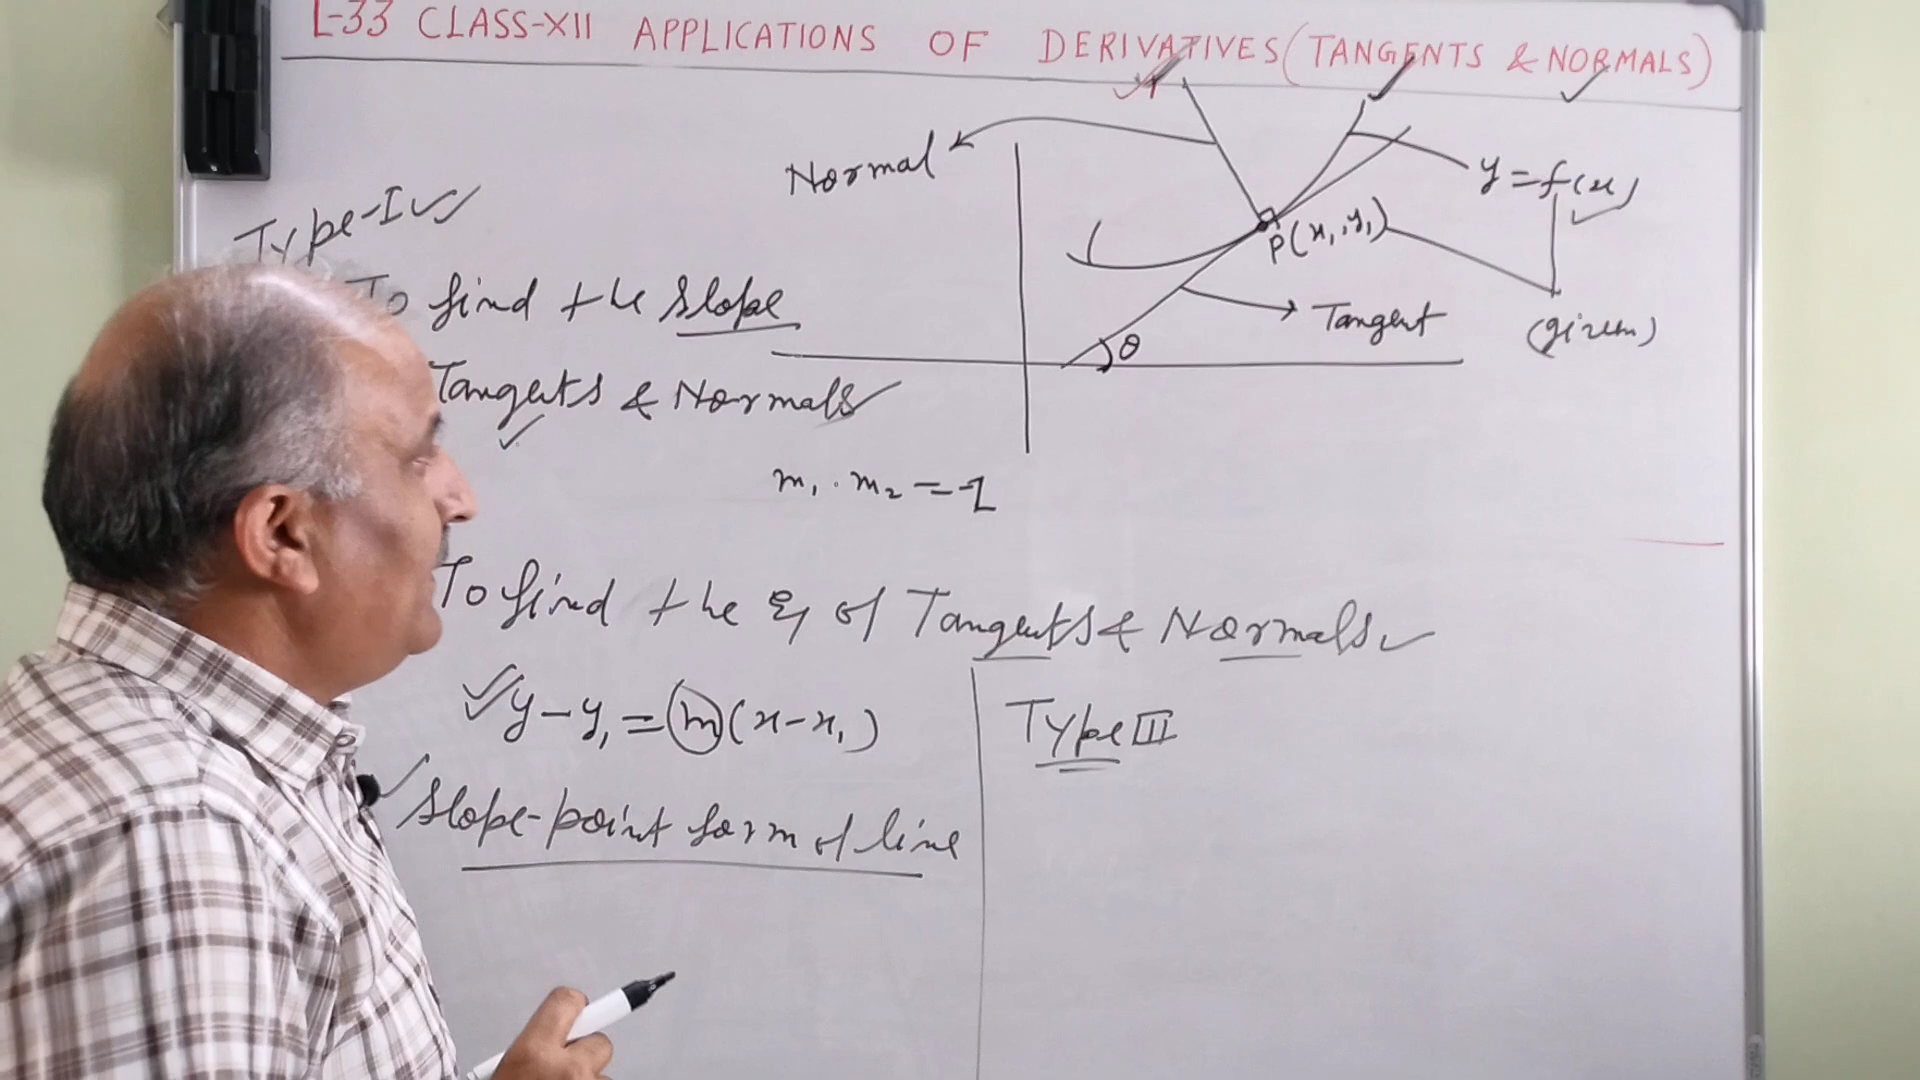 L-33 CLASS-XII APPLICATIONS OF DERIVATIVES (TANGENTS & NORMALS)
Normal
y=f(x)
P(x₁, y₁)
Type-I
To find the slope
Tangent
(given)
θ
Tangets & Normals
m₁ . m₂ = -1
To find the Eq of Tangents & Normals
y - y₁ = m(x - x₁)
Type III
slope-point form of line